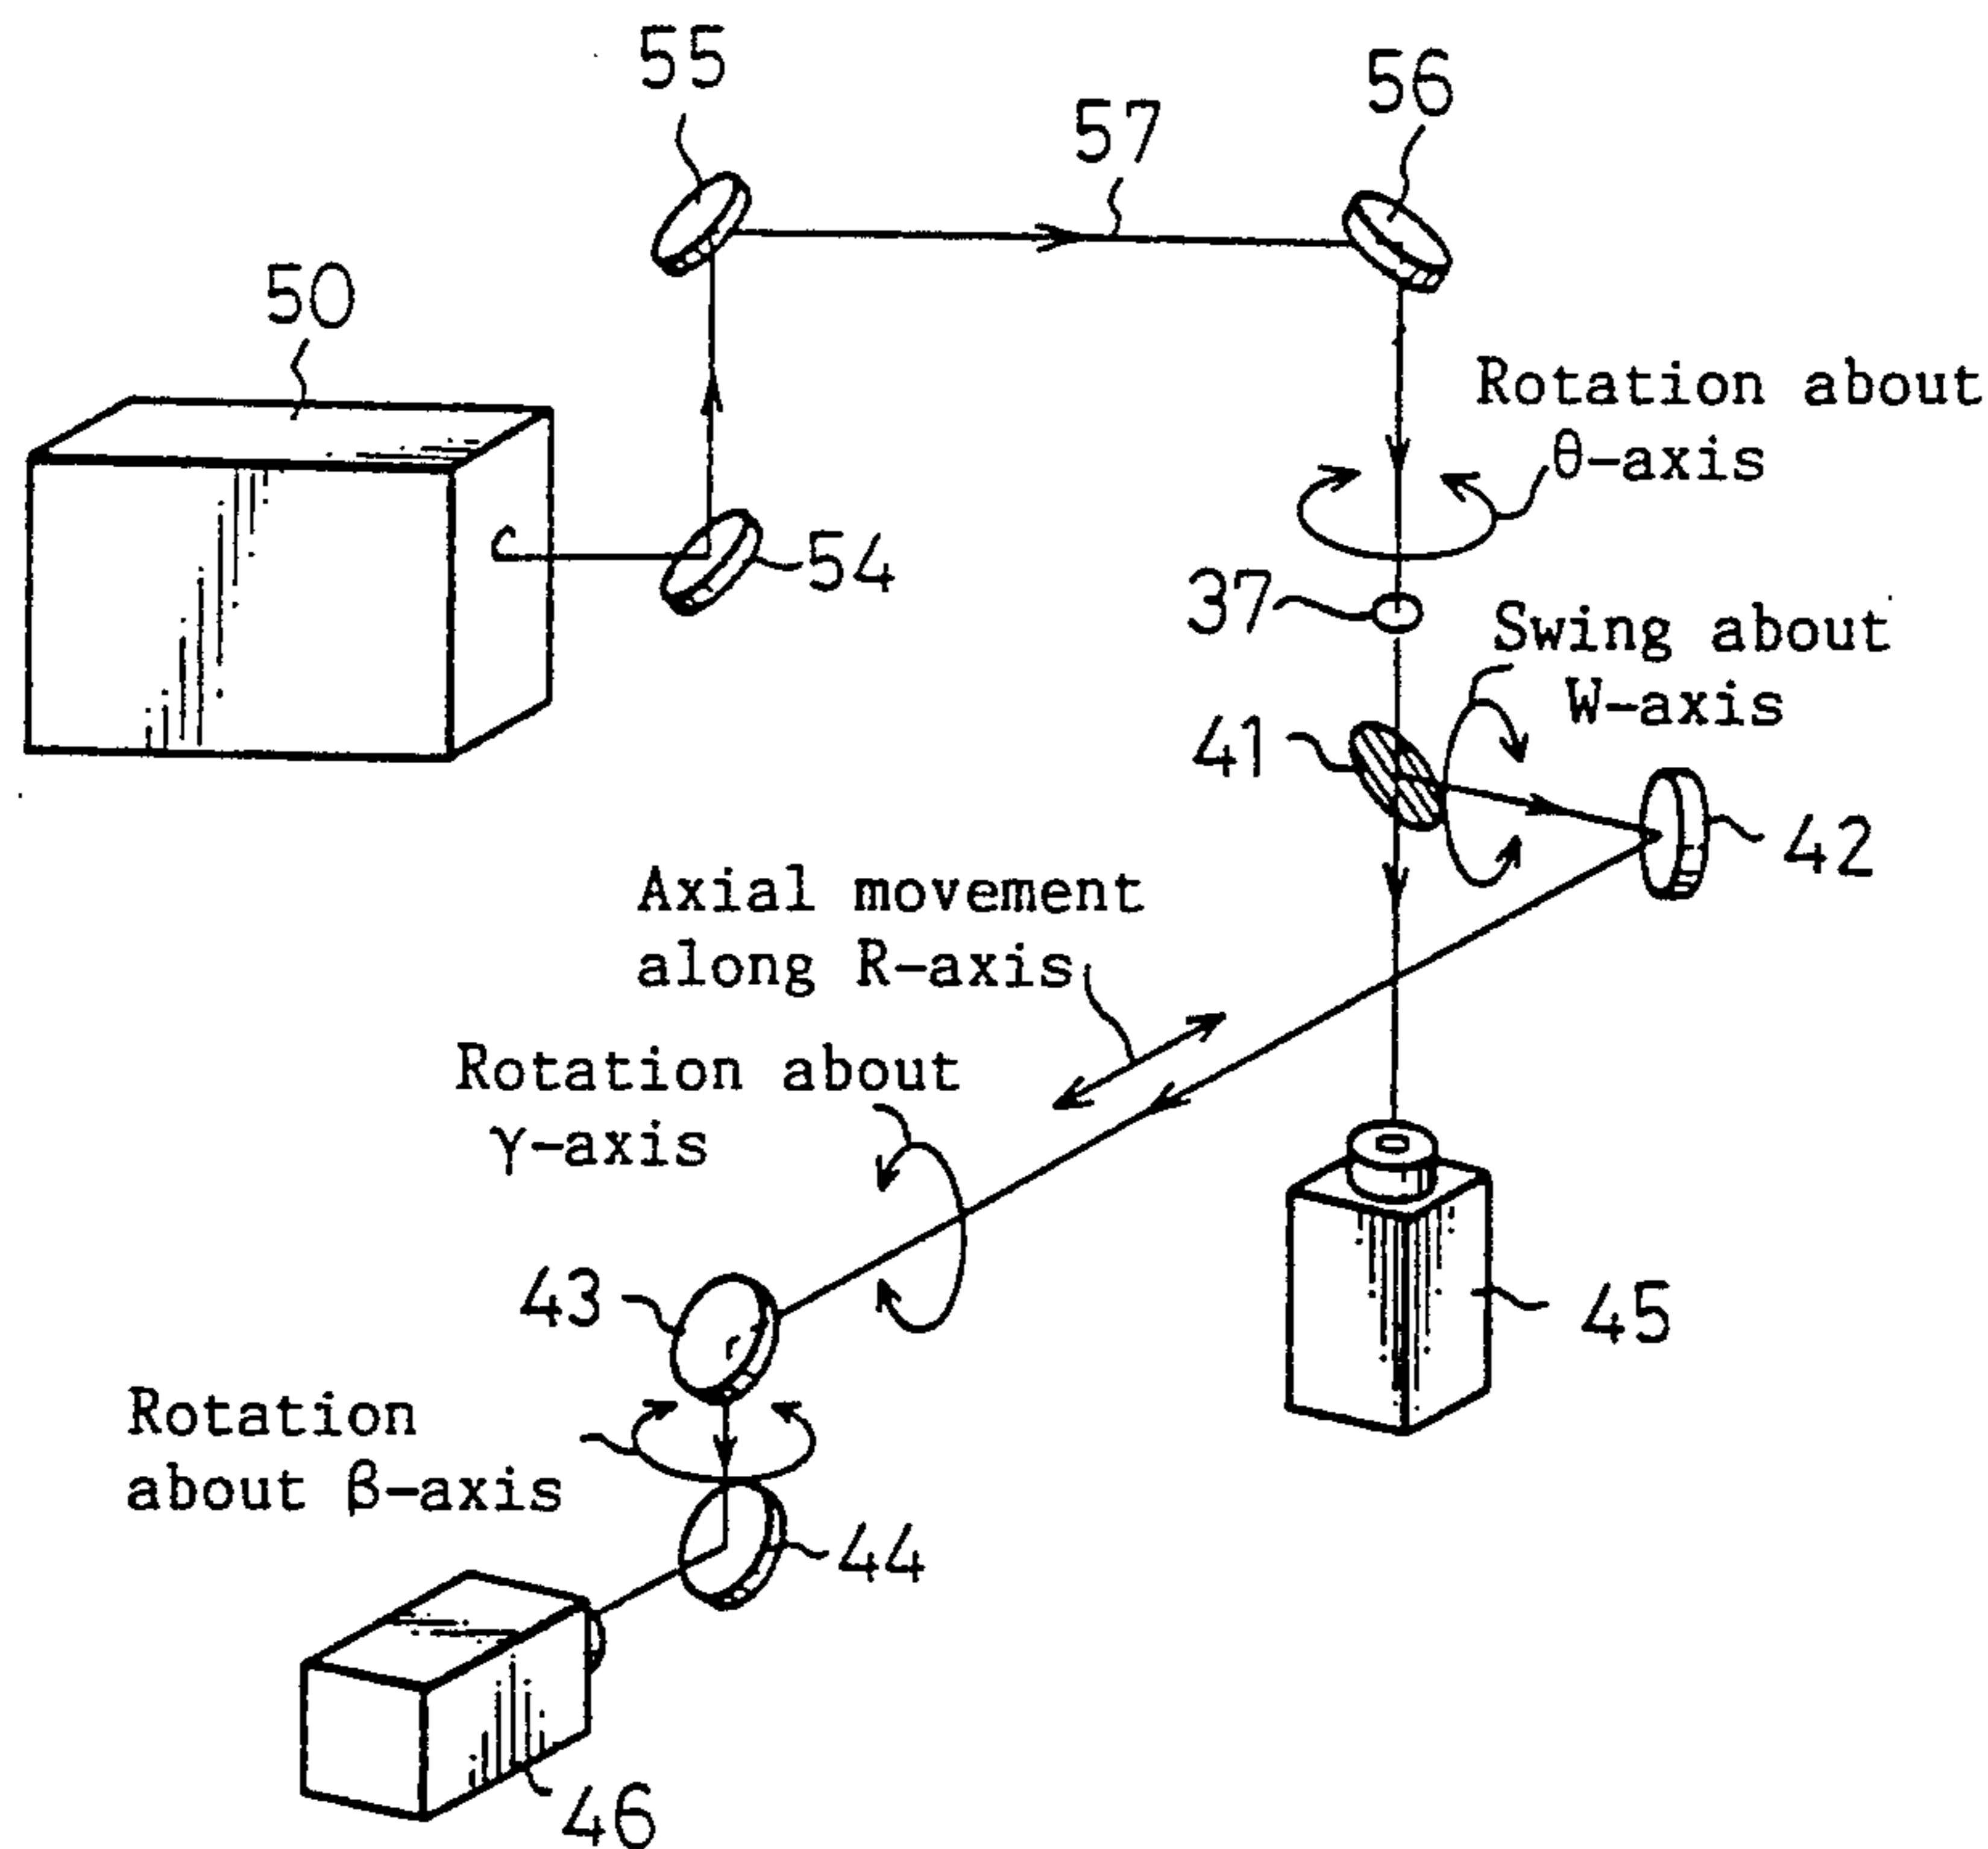 55
56
57
50
Rotation about
θ-axis
54
37
Swing about
W-axis
41
42
Axial movement
along R-axis
Rotation about
γ-axis
43
45
Rotation
about β-axis
44
46